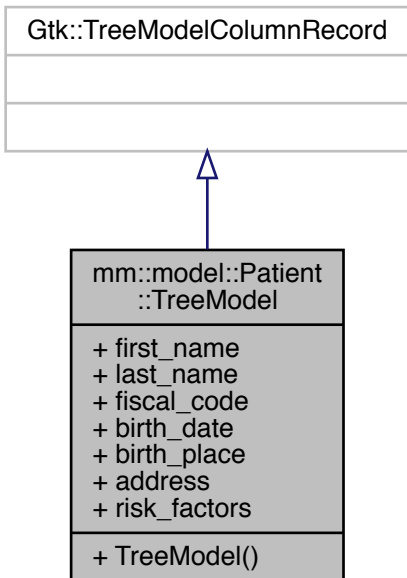 Gtk::TreeModelColumnRecord
mm::model::Patient
::TreeModel
+ first_name
+ last_name
+ fiscal_code
+ birth_date
+ birth_place
+ address
+ risk_factors
+ TreeModel()